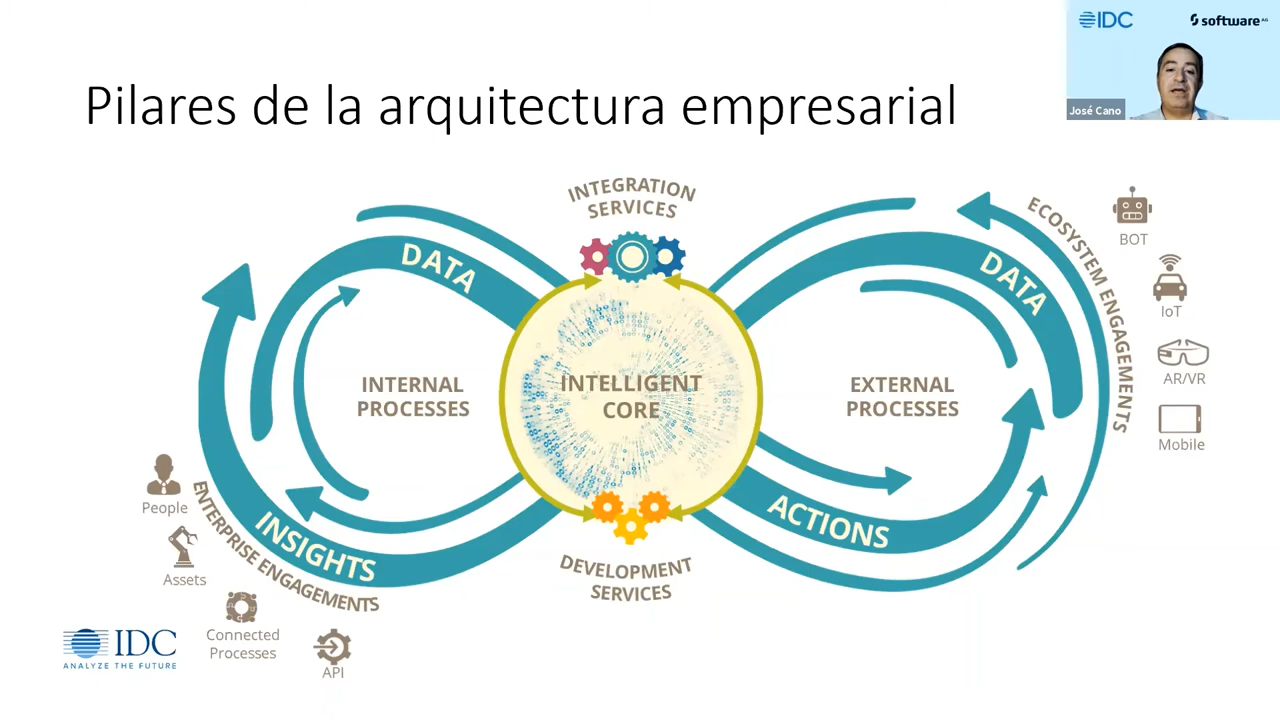 IDC
software AG
José Cano
Pilares de la arquitectura empresarial
INTEGRATION
SERVICES
DATA
DATA
ECOSYSTEM ENGAGEMENTS
BOT
IoT
AR/VR
Mobile
INTERNAL
PROCESSES
INTELLIGENT
CORE
EXTERNAL
PROCESSES
People
Assets
Connected
Processes
API
ENTERPRISE ENGAGEMENTS
INSIGHTS
ACTIONS
DEVELOPMENT
SERVICES
IDC
ANALYZE THE FUTURE